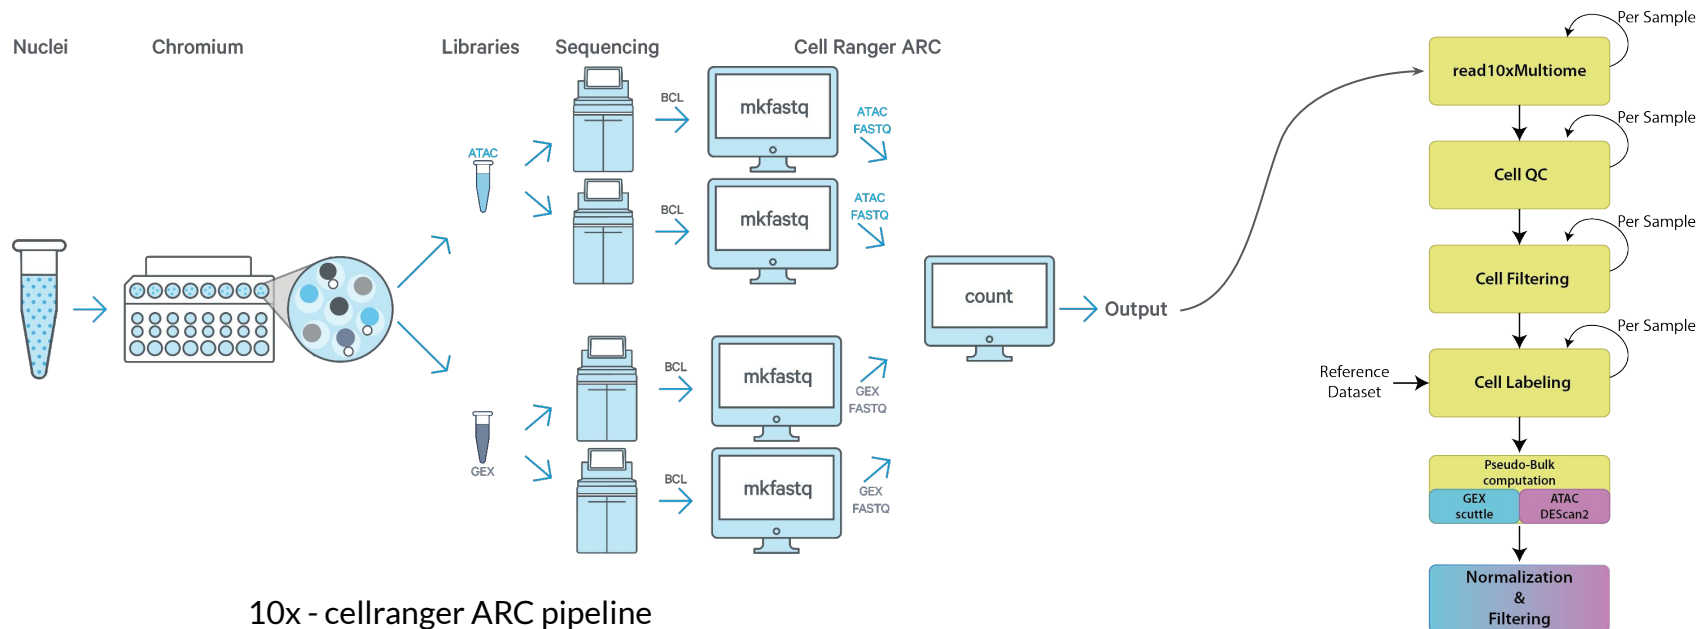 Nuclei
Chromium
Libraries
Sequencing
Cell Ranger ARC
ATAC
BCL
mkfastq
ATAC
FASTQ
BCL
mkfastq
ATAC
FASTQ
GEX
BCL
mkfastq
GEX
FASTQ
BCL
mkfastq
GEX
FASTQ
count
Output
10x - cellranger ARC pipeline
Per Sample
read10xMultiome
Per Sample
Cell QC
Per Sample
Cell Filtering
Per Sample
Reference
Dataset
Cell Labeling
Pseudo-Bulk
computation
GEX
scuttle
ATAC
DEScan2
Normalization
&
Filtering